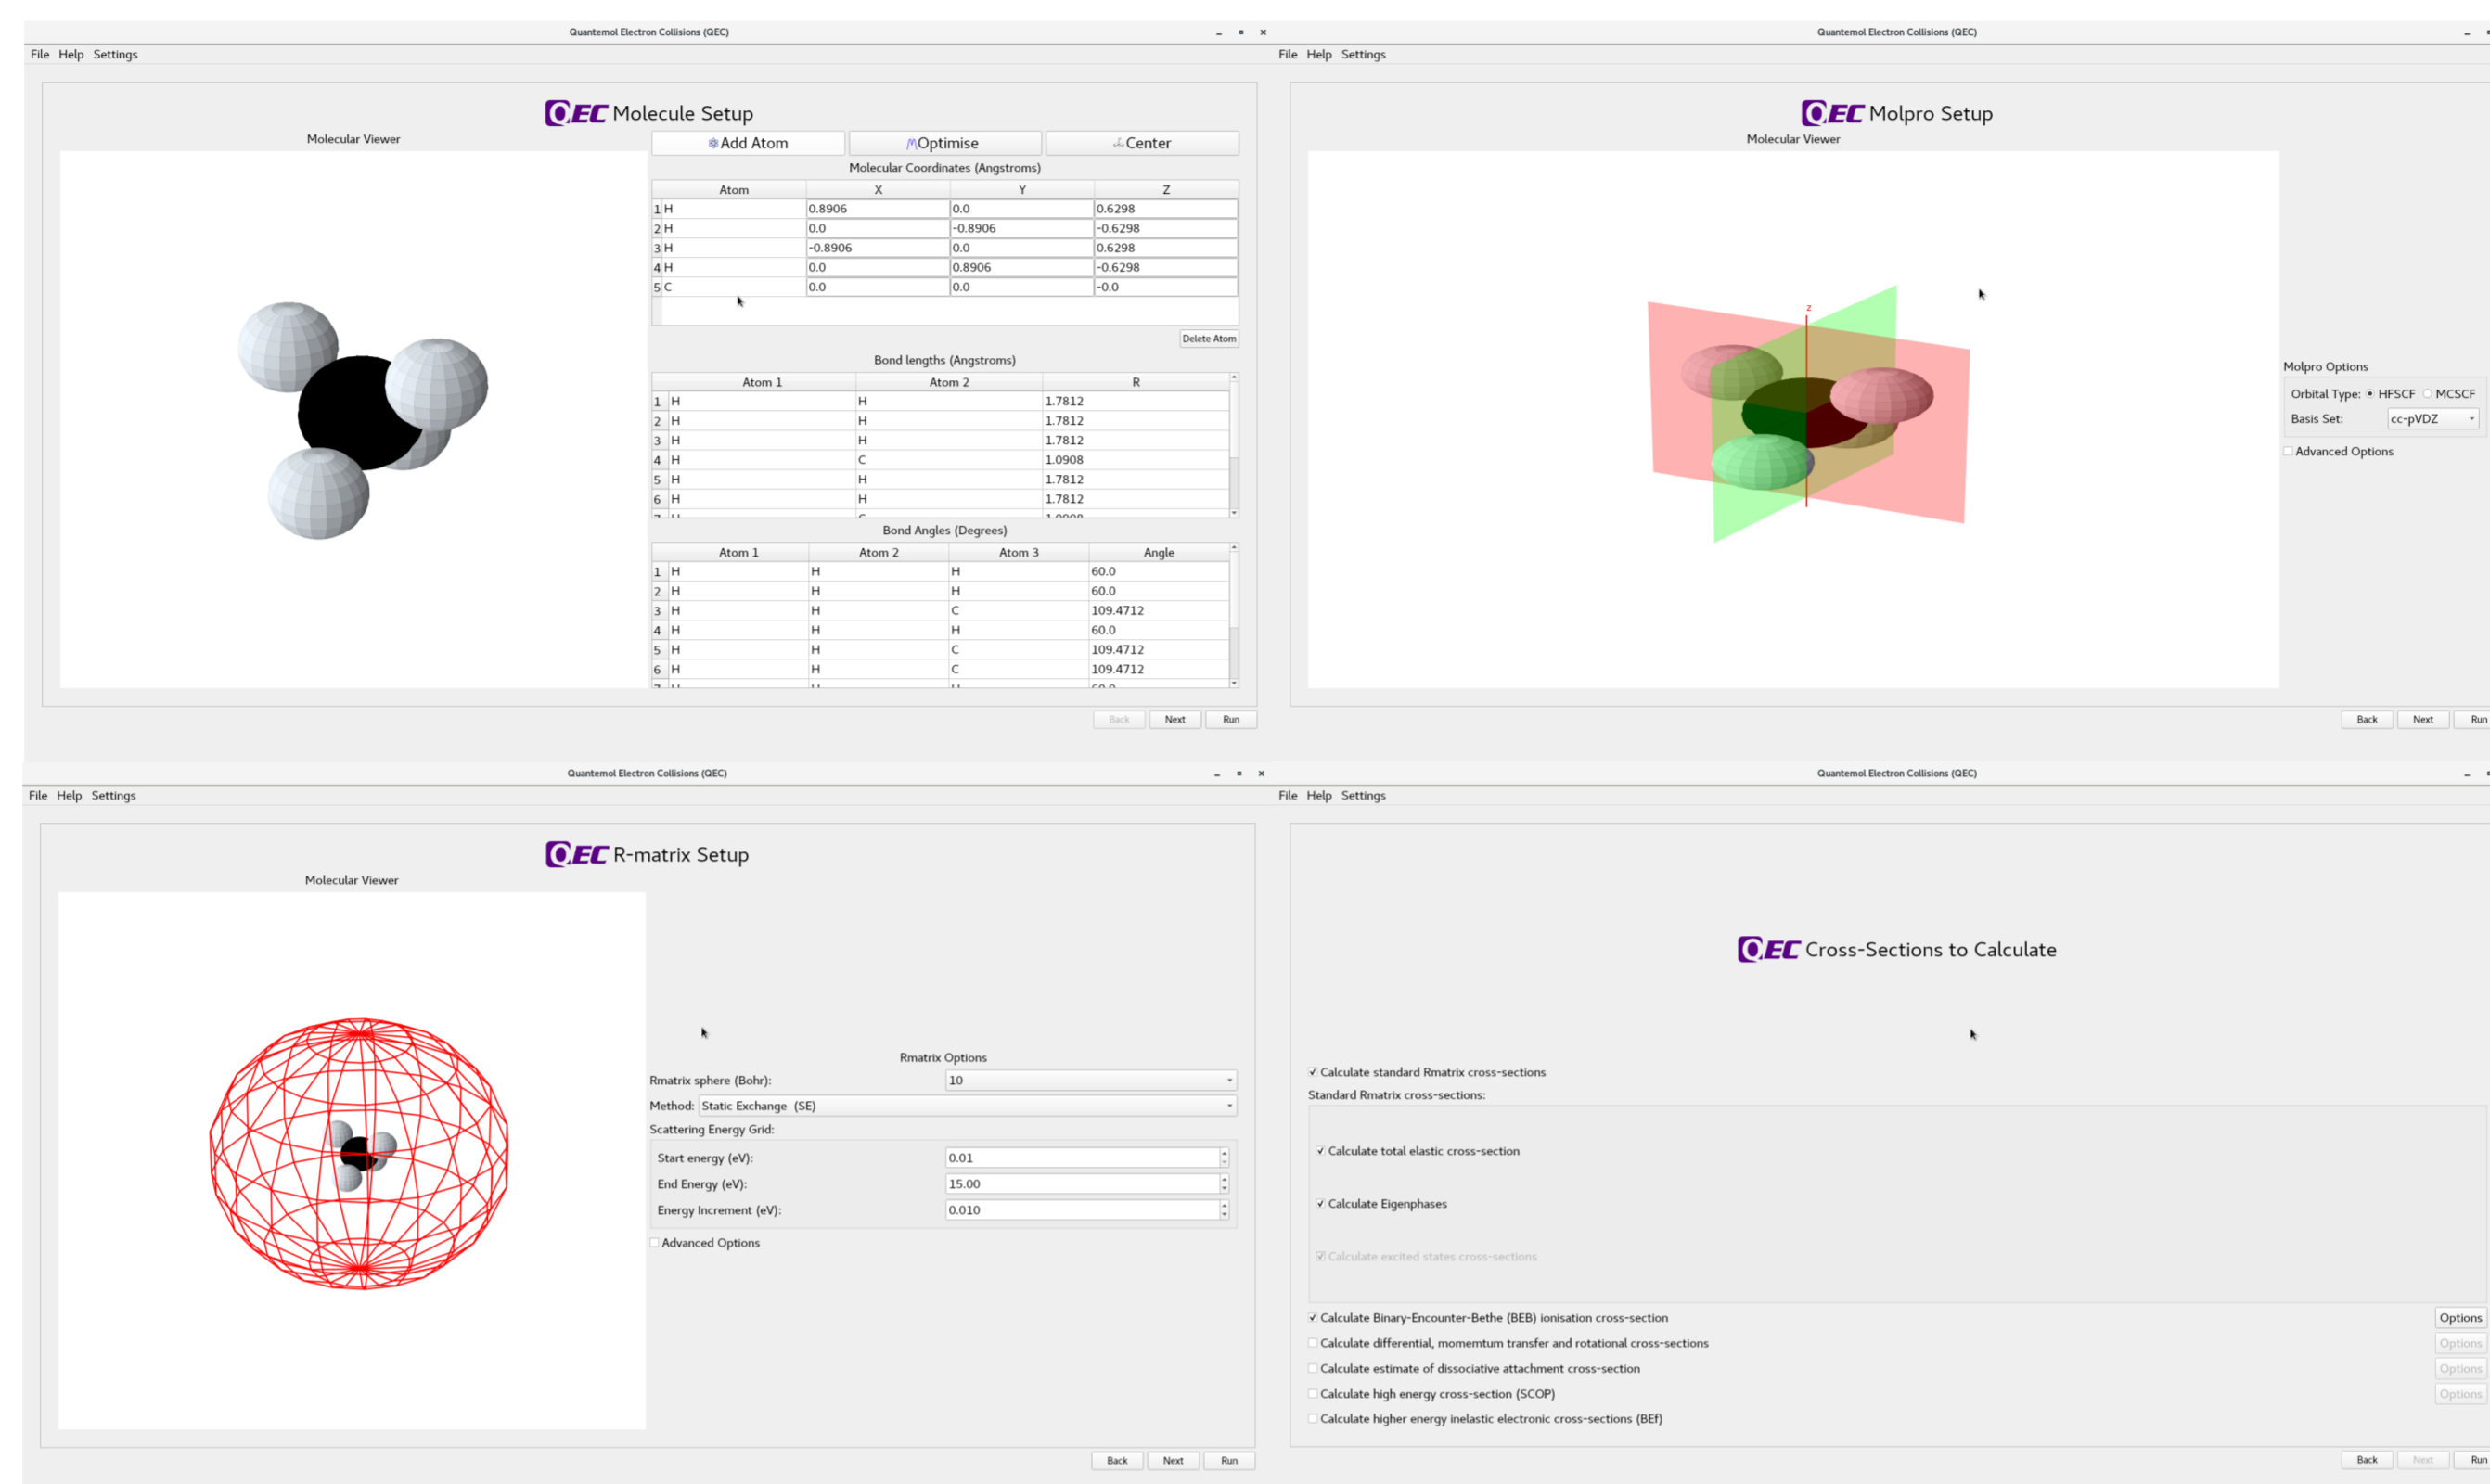 Quantemol Electron Collisions (QEC)
File Help Settings
QEC Molecule Setup
Molecular Viewer
Add Atom Optimise Center
Molecular Coordinates (Angstroms)
Atom X Y Z
1 H 0.8906 0.0 0.6298
2 H 0.0 -0.8906 -0.6298
3 H -0.8906 0.0 0.6298
4 H 0.0 0.8906 -0.6298
5 C 0.0 0.0 -0.0
Delete Atom
Bond lengths (Angstroms)
Atom 1 Atom 2 R
1 H H 1.7812
2 H H 1.7812
3 H H 1.7812
4 H C 1.0908
5 H H 1.7812
6 H H 1.7812
Bond Angles (Degrees)
Atom 1 Atom 2 Atom 3 Angle
1 H H H 60.0
2 H H H 60.0
3 H H C 109.4712
4 H H H 60.0
5 H H C 109.4712
6 H H C 109.4712
Back Next Run
Quantemol Electron Collisions (QEC)
File Help Settings
QEC Molpro Setup
Molecular Viewer
z
Molpro Options
Orbital Type: HFSCF MCSCF
Basis Set: cc-pVDZ
Advanced Options
Back Next Run
Quantemol Electron Collisions (QEC)
File Help Settings
QEC R-matrix Setup
Molecular Viewer
Rmatrix Options
Rmatrix sphere (Bohr): 10
Method: Static Exchange (SE)
Scattering Energy Grid:
Start energy (eV): 0.01
End Energy (eV): 15.00
Energy Increment (eV): 0.010
Advanced Options
Back Next Run
Quantemol Electron Collisions (QEC)
File Help Settings
QEC Cross-Sections to Calculate
Calculate standard Rmatrix cross-sections
Standard Rmatrix cross-sections:
Calculate total elastic cross-section
Calculate Eigenphases
Calculate excited states cross-sections
Calculate Binary-Encounter-Bethe (BEB) ionisation cross-section Options
Calculate differential, momemtum transfer and rotational cross-sections Options
Calculate estimate of dissociative attachment cross-section Options
Calculate high energy cross-section (SCOP) Options
Calculate higher energy inelastic electronic cross-sections (BEf)
Back Next Run